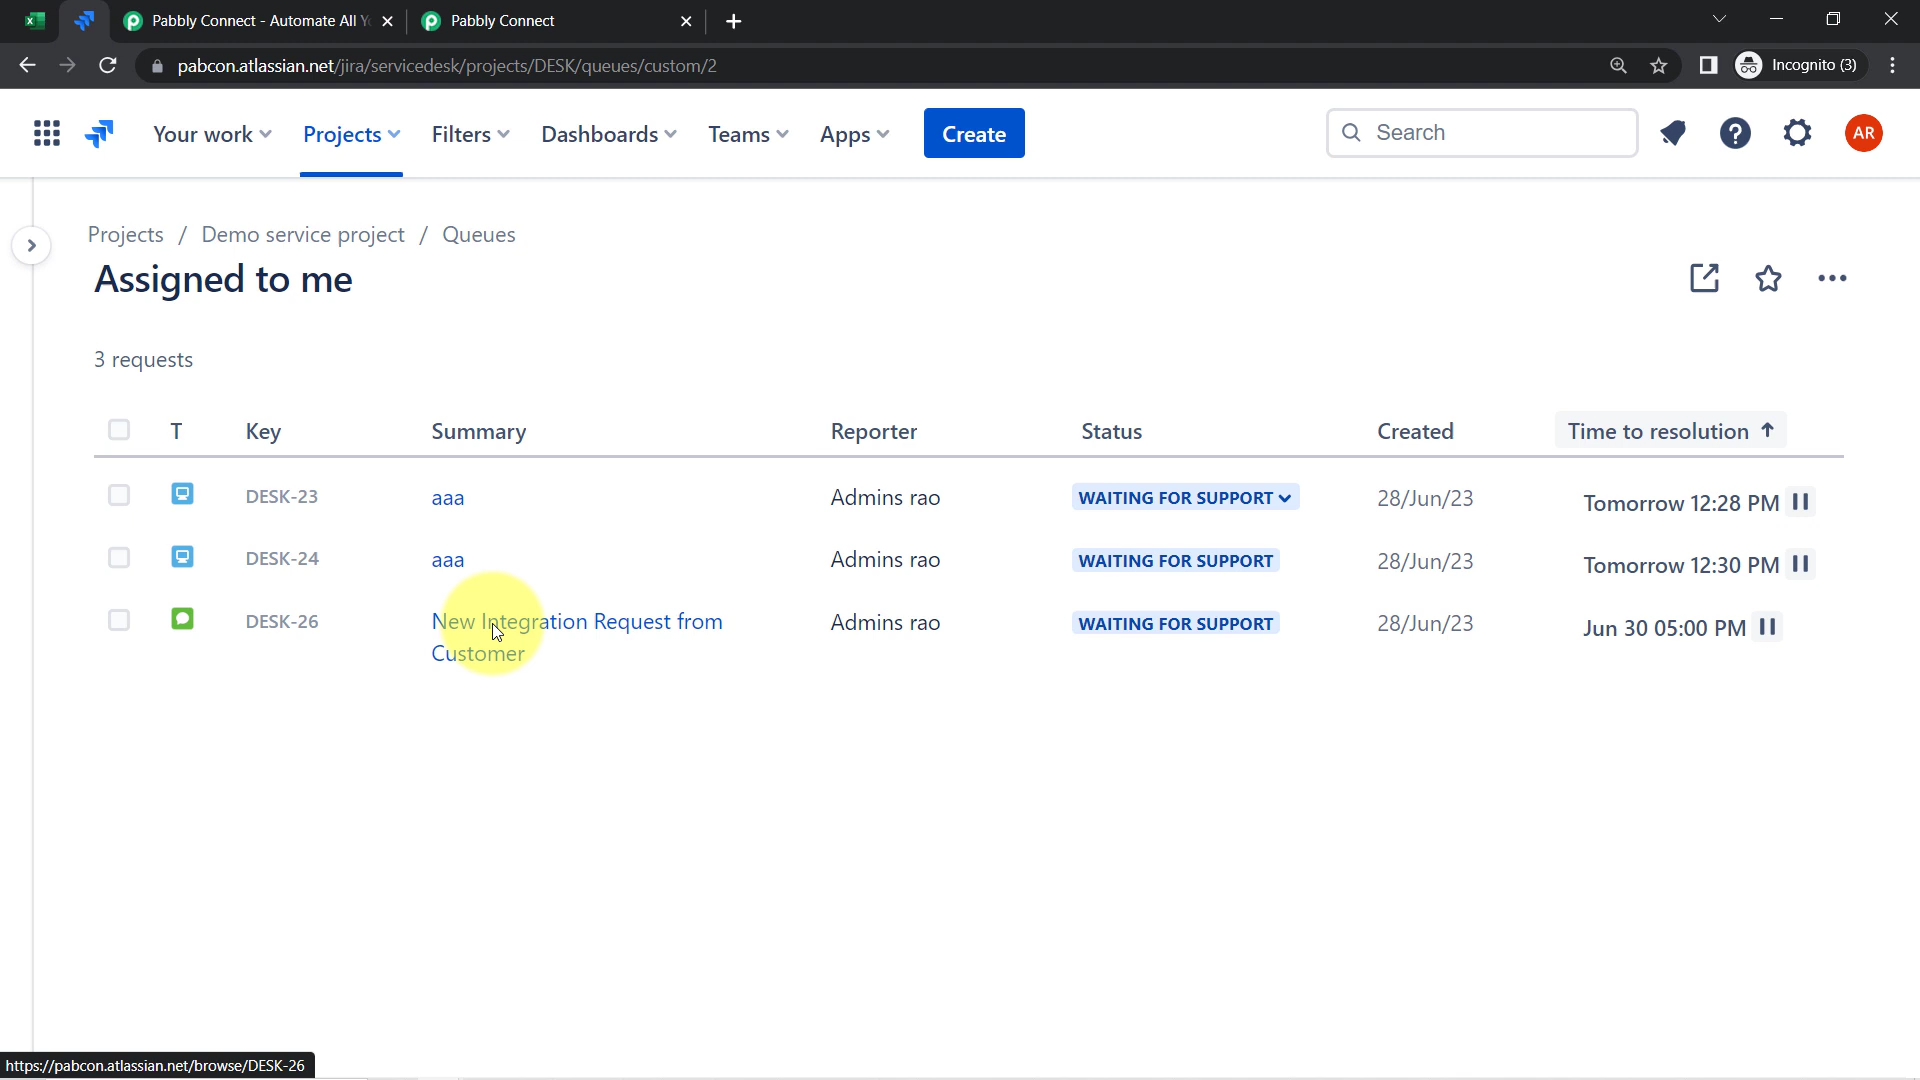 Pabbly Connect - Automate All Y
Pabbly Connect
pabcon.atlassian.net/jira/servicedesk/projects/DESK/queues/custom/2
Incognito (3)
Your work
Projects
Filters
Dashboards
Teams
Apps
Create
Search
AR
Projects / Demo service project / Queues
Assigned to me
3 requests
T Key Summary Reporter Status Created Time to resolution
DESK-23 aaa Admins rao WAITING FOR SUPPORT 28/Jun/23 Tomorrow 12:28 PM
DESK-24 aaa Admins rao WAITING FOR SUPPORT 28/Jun/23 Tomorrow 12:30 PM
DESK-26 New Integration Request from Admins rao WAITING FOR SUPPORT 28/Jun/23 Jun 30 05:00 PM
Customer
https://pabcon.atlassian.net/browse/DESK-26